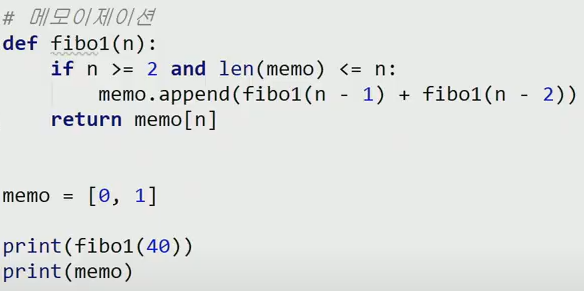 # 메모이제이션
def fibo1(n):
    if n >= 2 and len(memo) <= n:
        memo.append(fibo1(n - 1) + fibo1(n - 2))
    return memo[n]
memo = [0, 1]
print(fibo1(40))
print(memo)